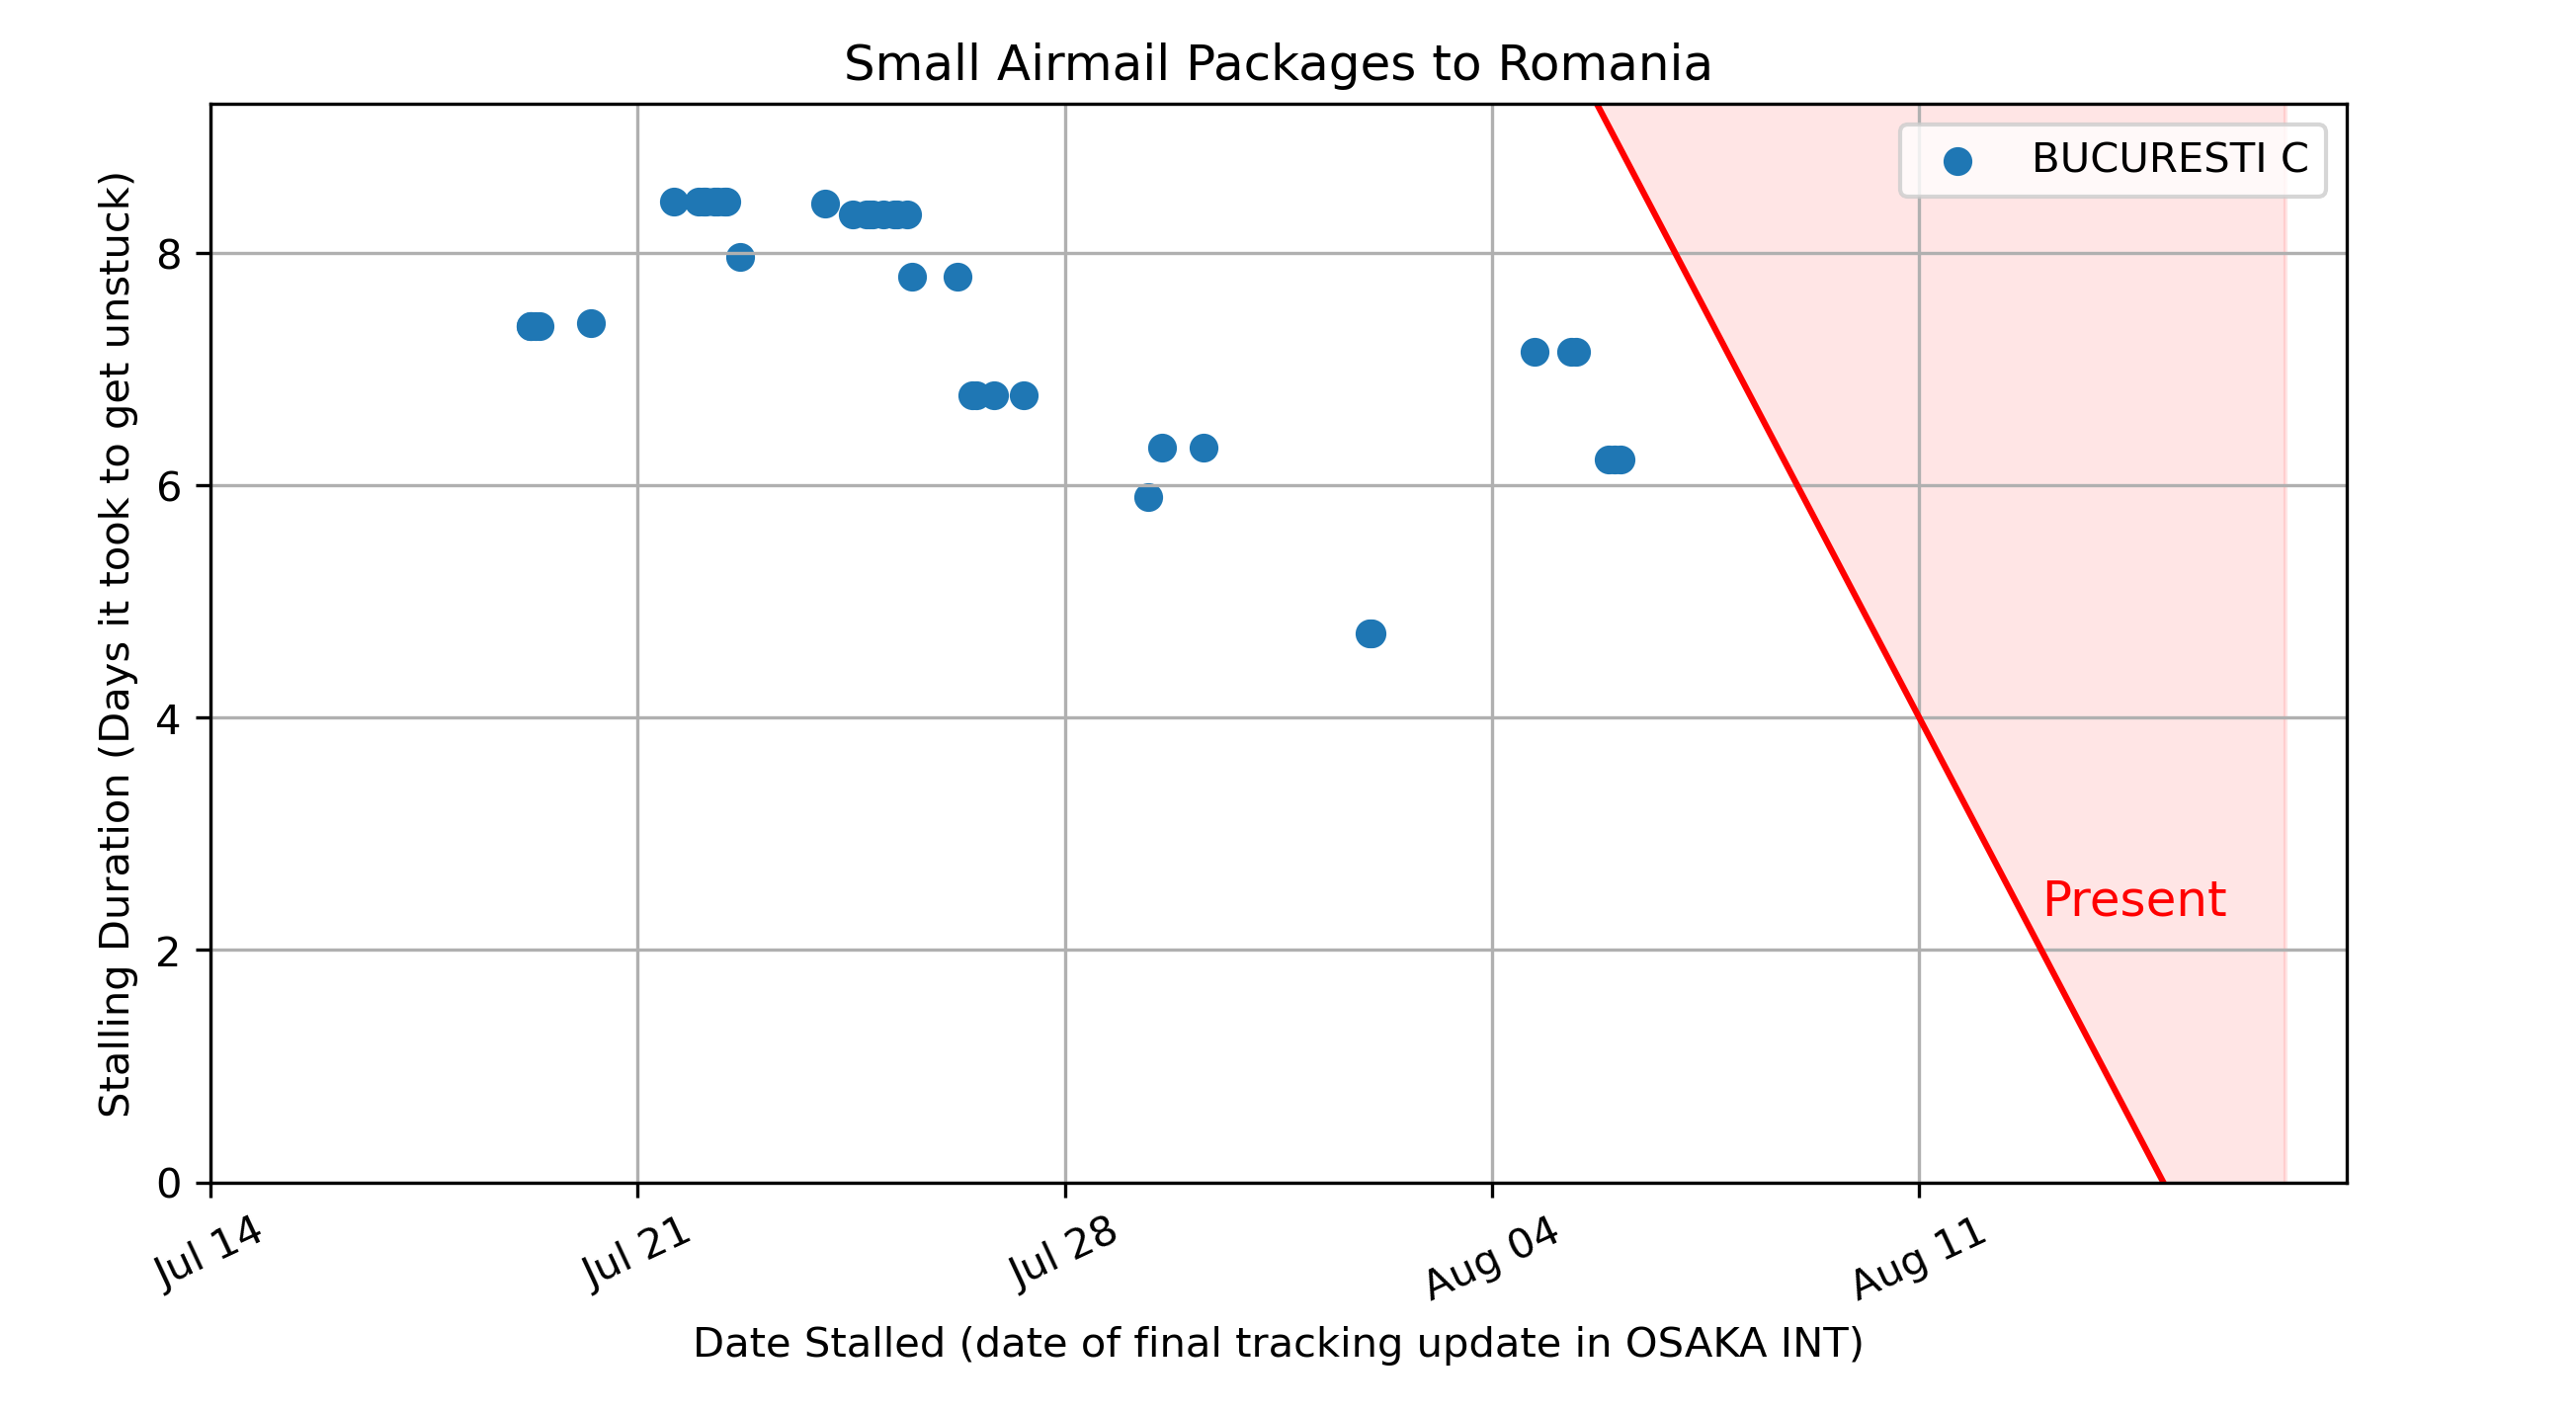 Small Airmail Packages to Romania
BUCURESTI C
Stalling Duration (Days it took to get unstuck)
8
6
4
2
0
Present
Jul 14
Jul 21
Jul 28
Aug 04
Aug 11
Date Stalled (date of final tracking update in OSAKA INT)